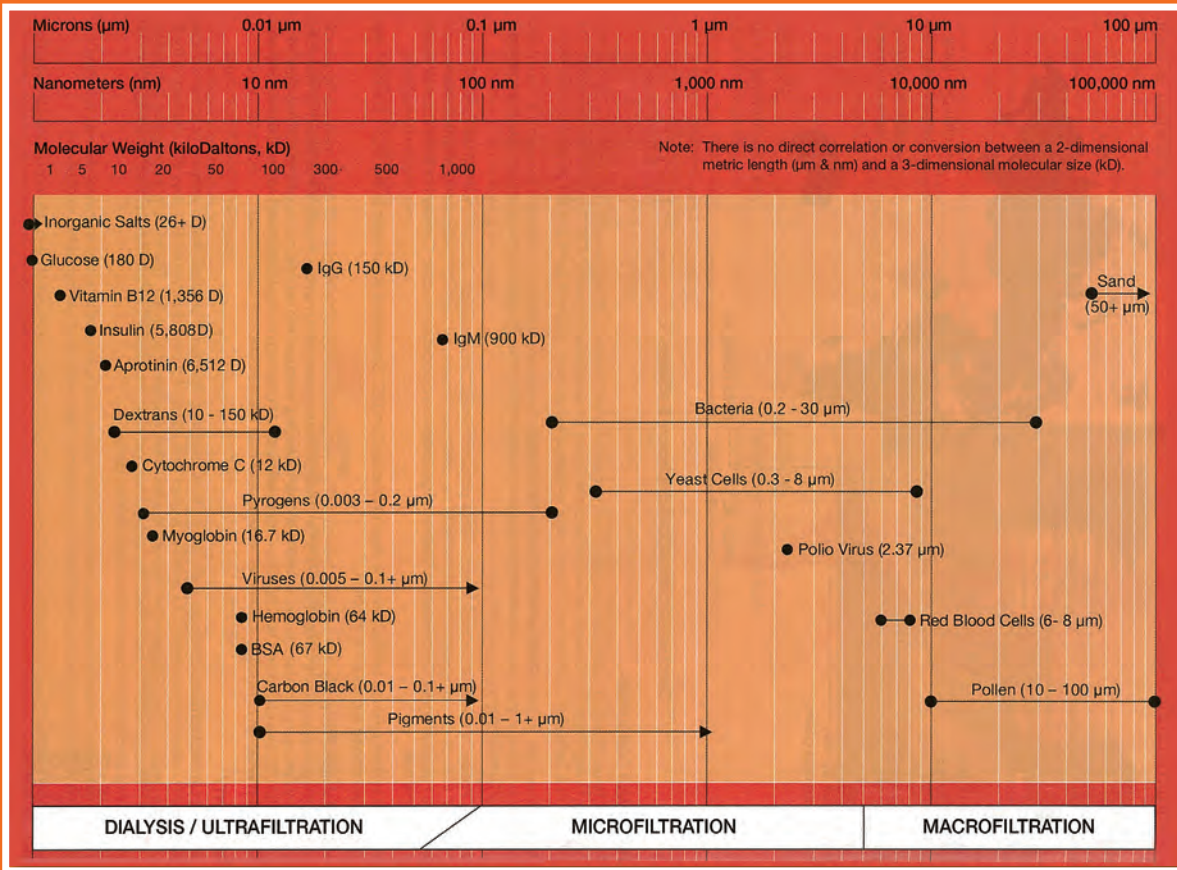 Microns (µm) 0.01 µm 0.1 µm 1 µm 10 µm 100 µm
Nanometers (nm) 10 nm 100 nm 1,000 nm 10,000 nm 100,000 nm
Molecular Weight (kiloDaltons, kD)
1 5 10 20 50 100 300 500 1,000
Note: There is no direct correlation or conversion between a 2-dimensional
metric length (µm & nm) and a 3-dimensional molecular size (kD).
Inorganic Salts (26+ D)
Glucose (180 D)
IgG (150 kD)
Sand
(50+ µm)
Vitamin B12 (1,356 D)
Insulin (5,808D)
IgM (900 kD)
Aprotinin (6,512 D)
Dextrans (10 - 150 kD)
Bacteria (0.2 - 30 µm)
Cytochrome C (12 kD)
Yeast Cells (0.3 - 8 µm)
Pyrogens (0.003 – 0.2 µm)
Myoglobin (16.7 kD)
Polio Virus (2.37 µm)
Viruses (0.005 – 0.1+ µm)
Hemoglobin (64 kD)
Red Blood Cells (6- 8 µm)
BSA (67 kD)
Carbon Black (0.01 – 0.1+ µm)
Pollen (10 – 100 µm)
Pigments (0.01 – 1+ µm)
DIALYSIS / ULTRAFILTRATION MICROFILTRATION MACROFILTRATION